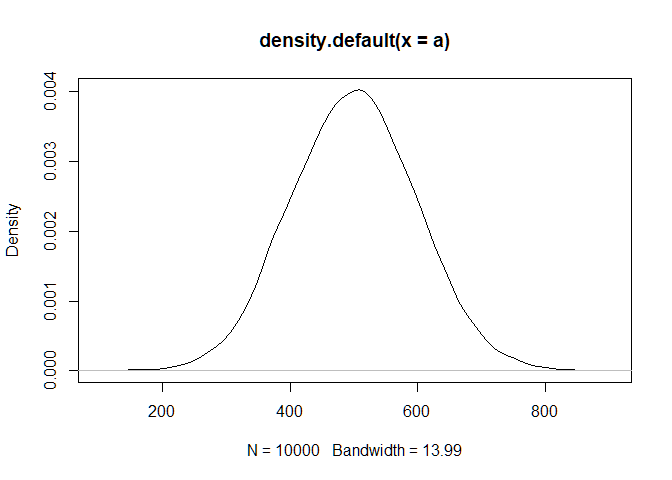 density.default(x = a)
Density
0.004
0.003
0.002
0.001
0.000
200 400 600 800
N = 10000 Bandwidth = 13.99